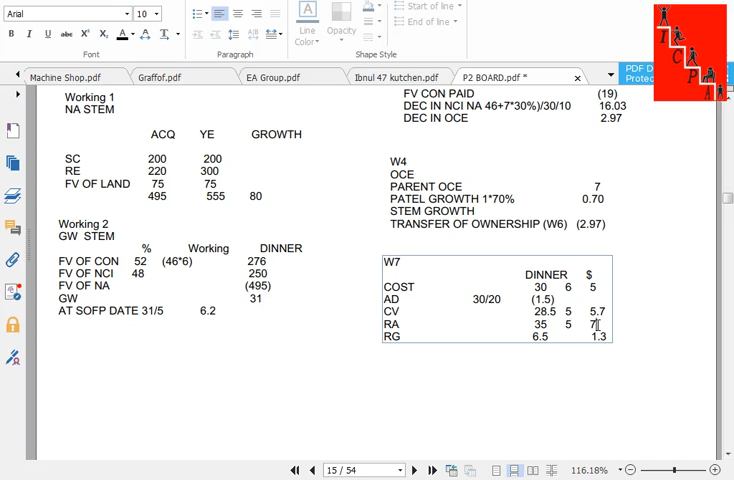 Arial 10
Start of line
End of line
B I U abc X² X₂ A T
Line Color
Opacity
Font Paragraph Shape Style
Machine Shop.pdf Graffof.pdf EA Group.pdf Ibnul 47 kutchen.pdf P2 BOARD.pdf * ×
PDF D
Protec
I
C
P
A
Working 1
NA STEM
ACQ YE GROWTH
SC 200 200
RE 220 300
FV OF LAND 75 75
495 555 80
Working 2
GW STEM
% Working DINNER
FV OF CON 52 (46*6) 276
FV OF NCI 48 250
FV OF NA (495)
GW 31
AT SOFP DATE 31/5 6.2
FV CON PAID (19)
DEC IN NCI NA 46+7*30%)/30/10 16.03
DEC IN OCE 2.97
W4
OCE
PARENT OCE 7
PATEL GROWTH 1*70% 0.70
STEM GROWTH
TRANSFER OF OWNERSHIP (W6) (2.97)
W7
DINNER $
COST 30 6 5
AD 30/20 (1.5)
CV 28.5 5 5.7
RA 35 5 7
RG 6.5 1.3
15 / 54
116.18%